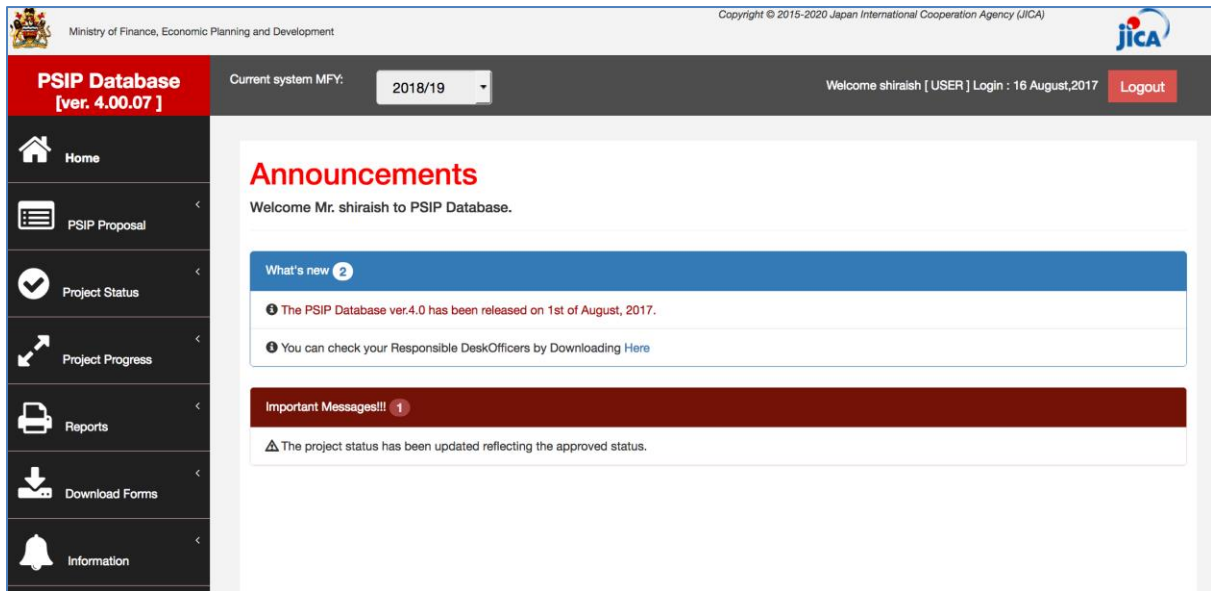 Ministry of Finance, Economic Planning and Development
Copyright © 2015-2020 Japan International Cooperation Agency (JICA)
jICA
PSIP Database
[ver. 4.00.07 ]
Current system MFY:
2018/19
Welcome shiraish [ USER ] Login : 16 August,2017
Logout
Home
PSIP Proposal
Project Status
Project Progress
Reports
Download Forms
Information
Announcements
Welcome Mr. shiraish to PSIP Database.
What's new 2
The PSIP Database ver.4.0 has been released on 1st of August, 2017.
You can check your Responsible DeskOfficers by Downloading Here
Important Messages!!! 1
The project status has been updated reflecting the approved status.